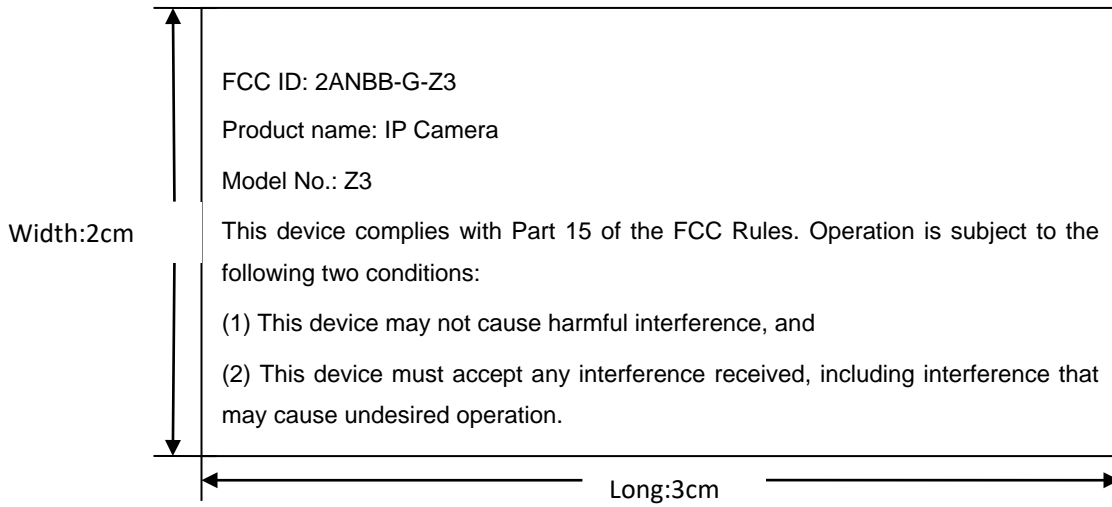 FCC ID: 2ANBB-G-Z3
Product name: IP Camera
Model No.: Z3
Width:2cm
This device complies with Part 15 of the FCC Rules. Operation is subject to the
following two conditions:
(1) This device may not cause harmful interference, and
(2) This device must accept any interference received, including interference that
may cause undesired operation.
Long:3cm